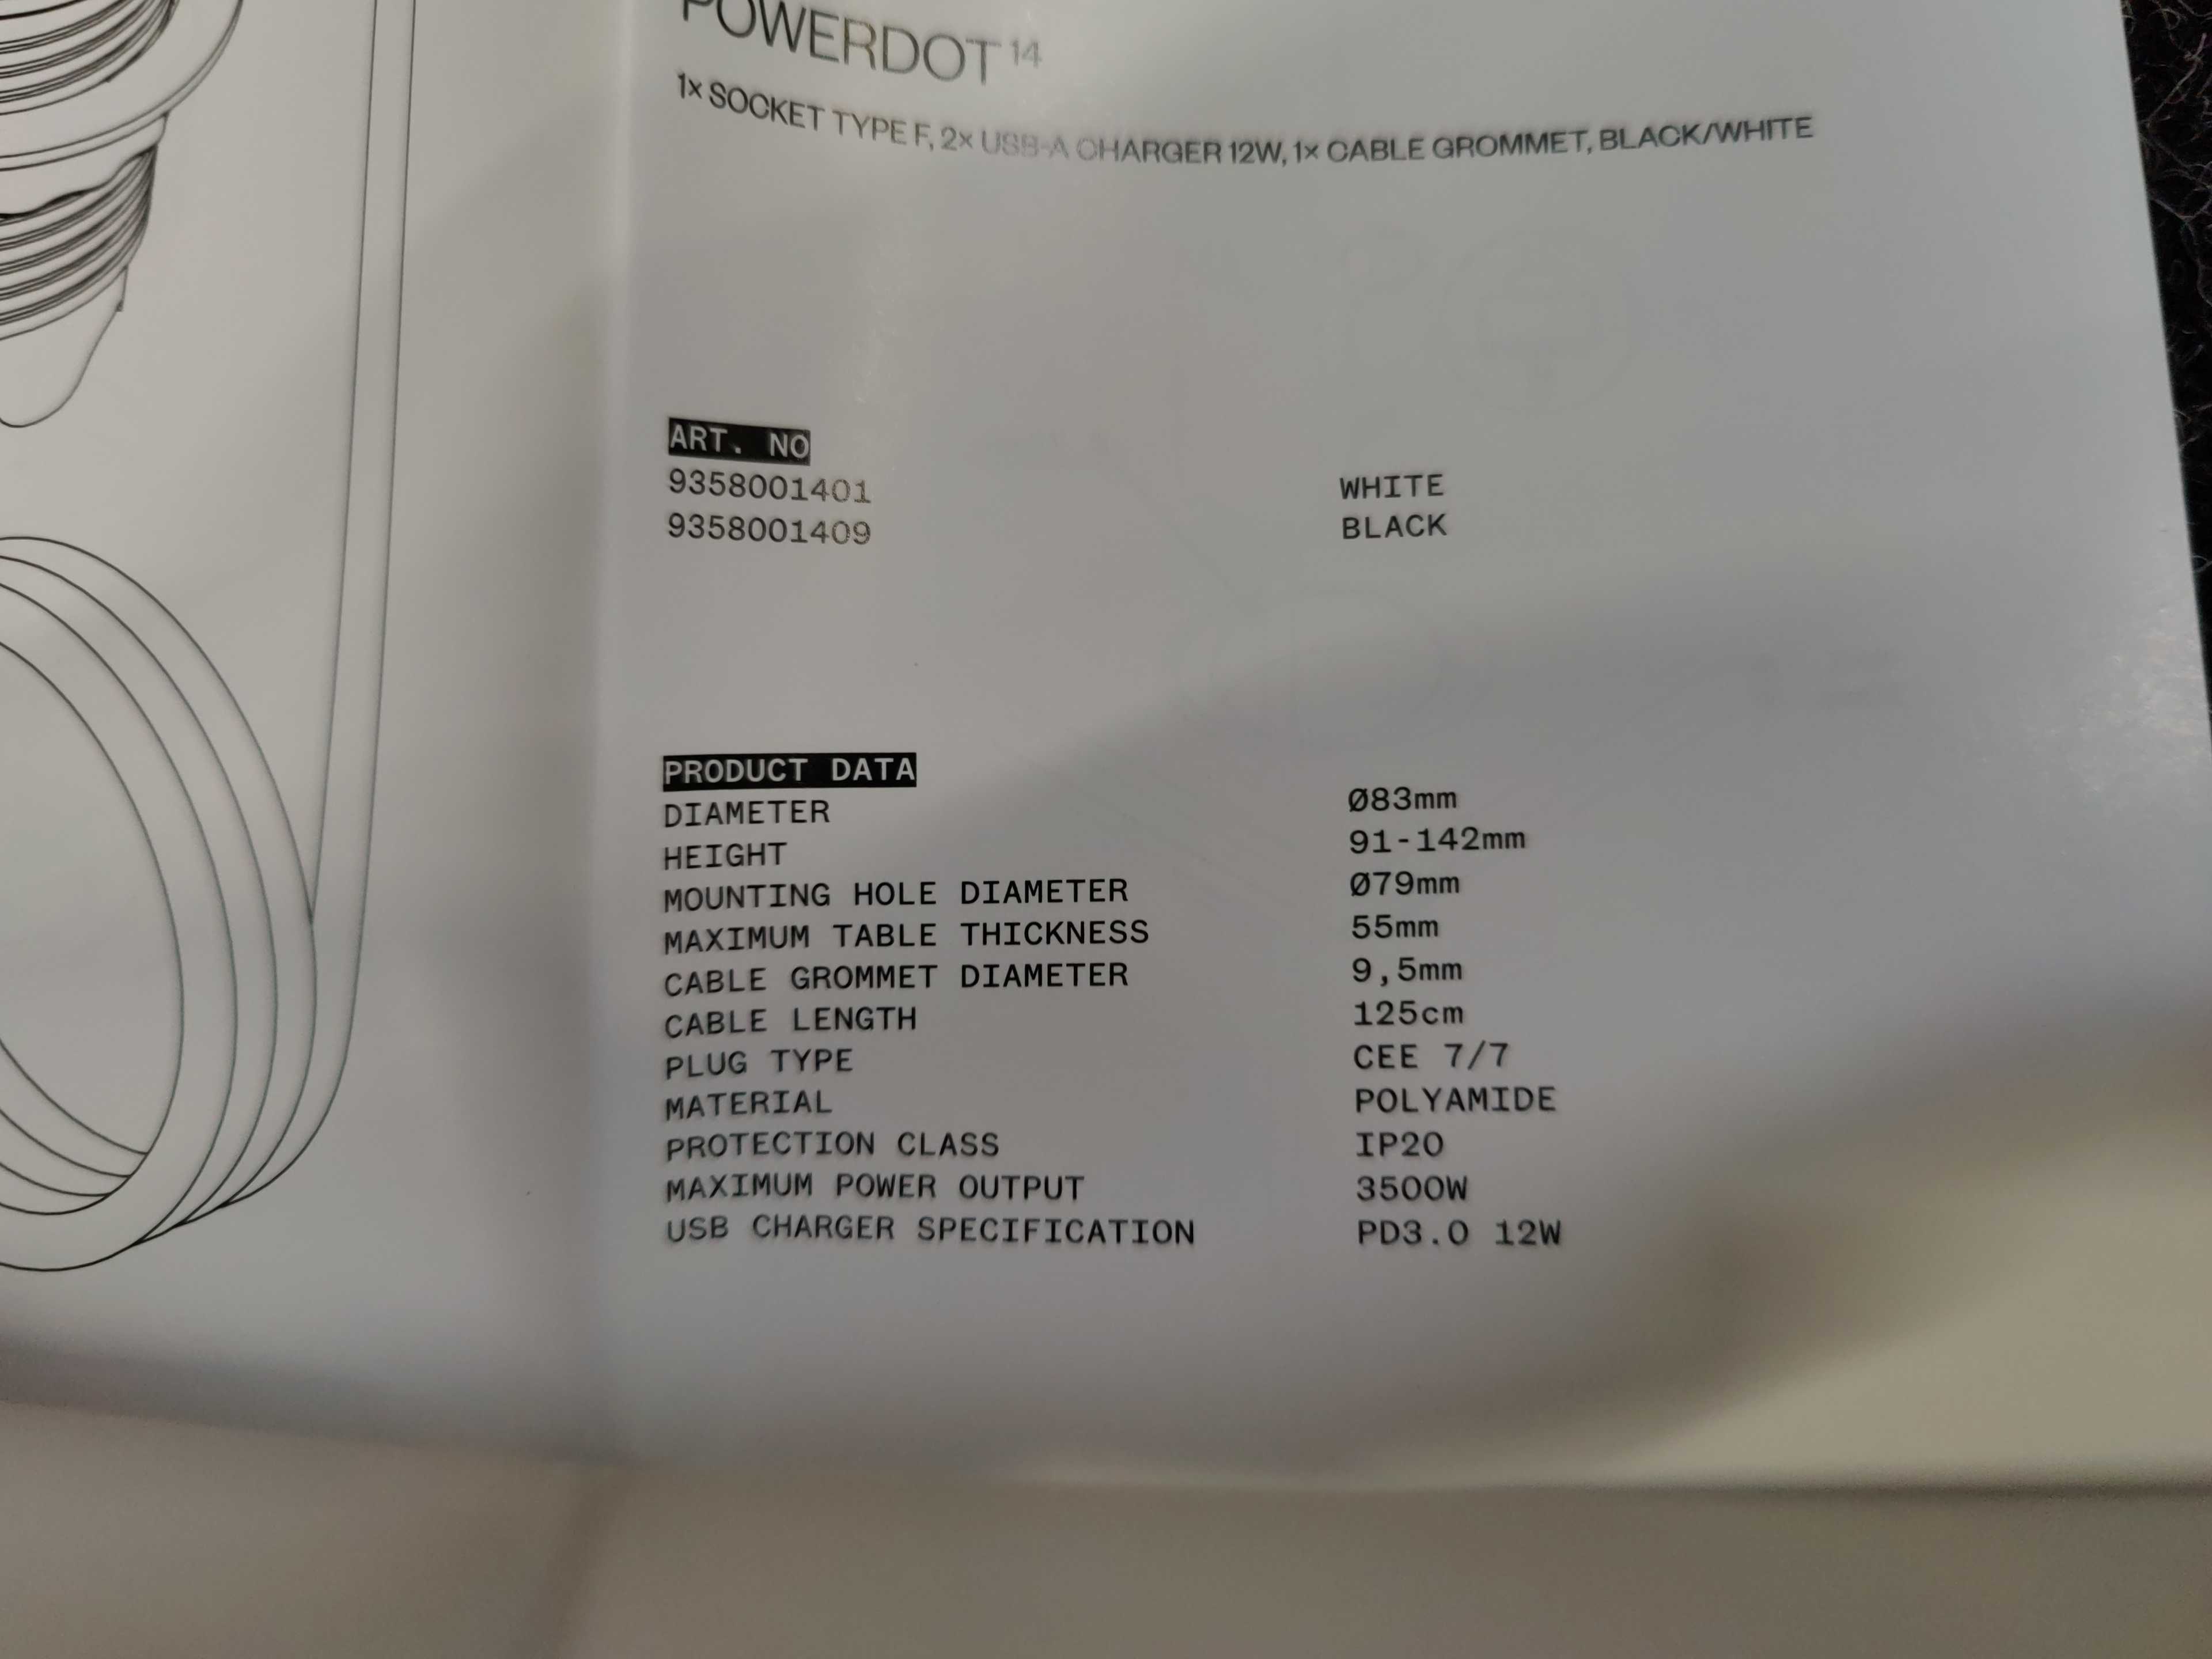 POWERDOT 14
1x SOCKET TYPE F, 2x USB-A CHARGER 12W, 1x CABLE GROMMET, BLACK/WHITE
ART. NO
9358001401 WHITE
9358001409 BLACK
PRODUCT DATA
DIAMETER Ø83mm
HEIGHT 91-142mm
MOUNTING HOLE DIAMETER Ø79mm
MAXIMUM TABLE THICKNESS 55mm
CABLE GROMMET DIAMETER 9,5mm
CABLE LENGTH 125cm
PLUG TYPE CEE 7/7
MATERIAL POLYAMIDE
PROTECTION CLASS IP20
MAXIMUM POWER OUTPUT 3500W
USB CHARGER SPECIFICATION PD3.0 12W